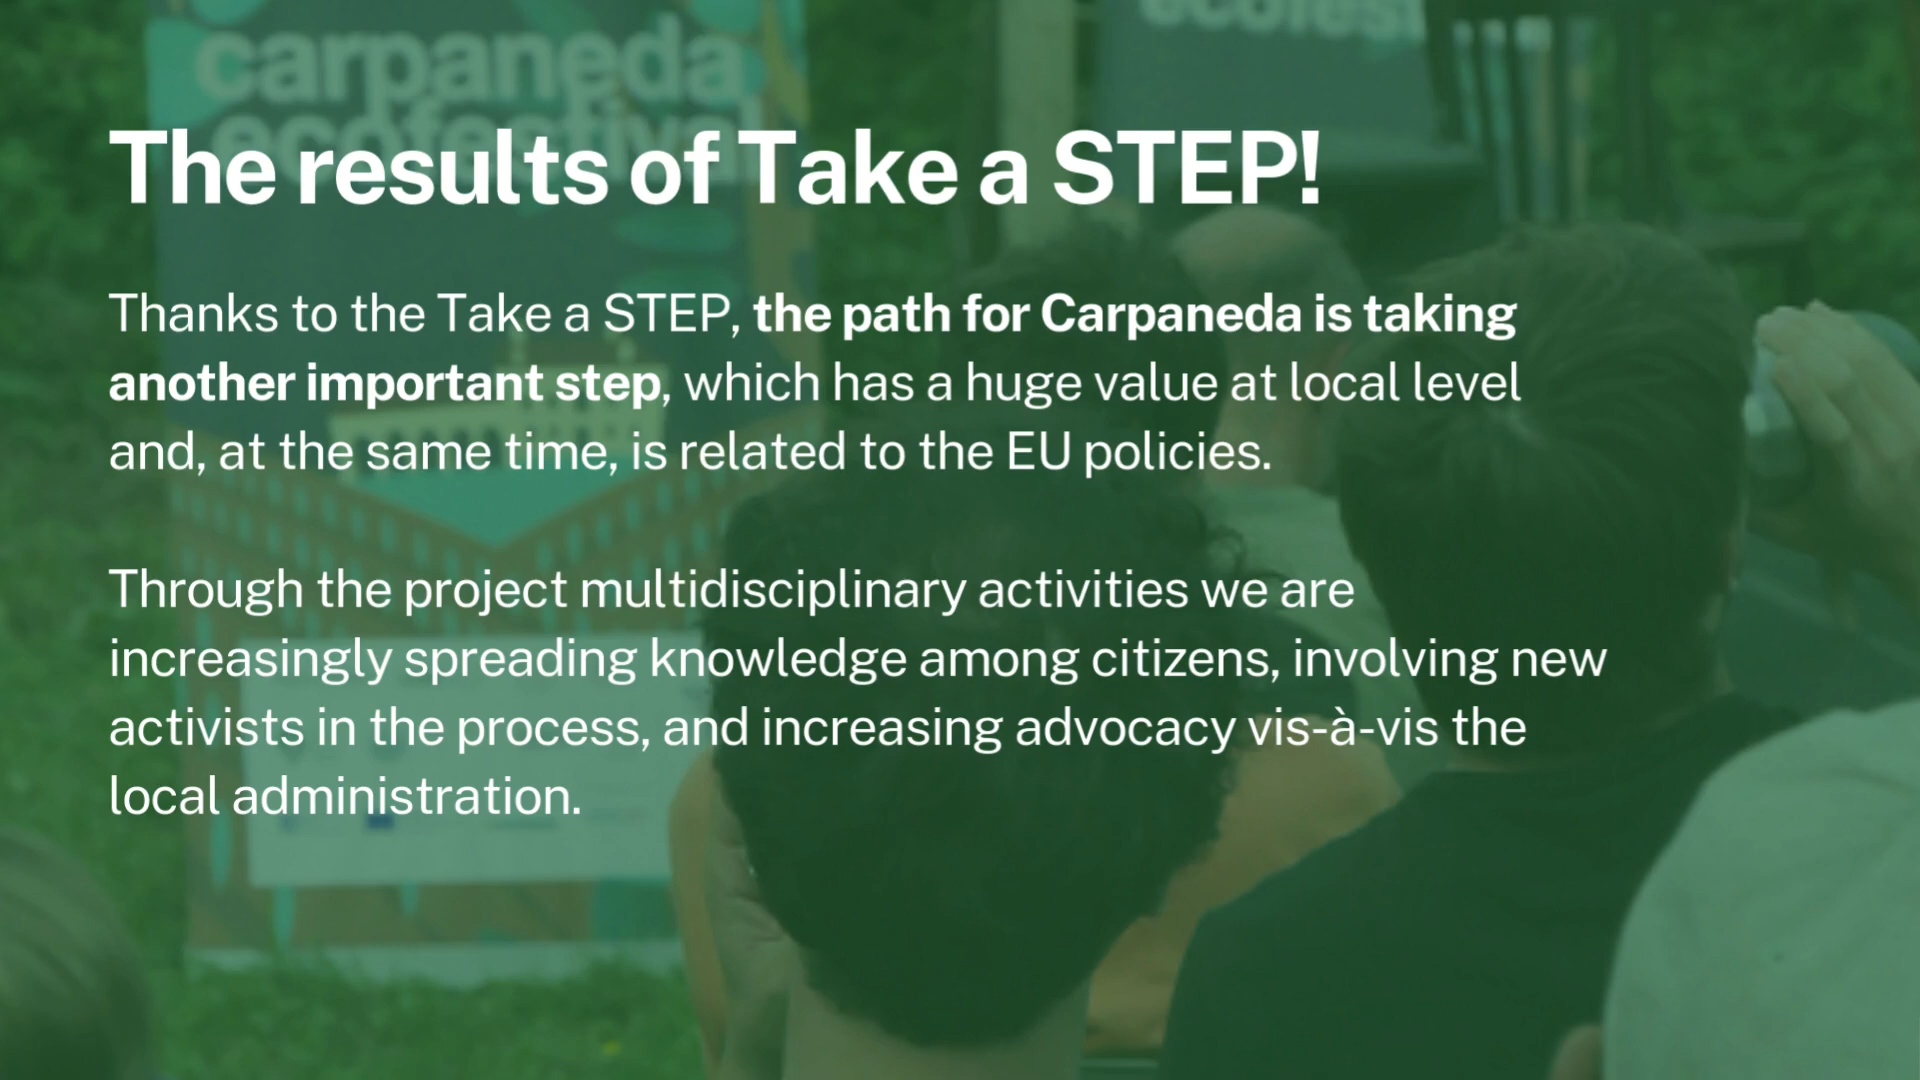 carpaneda
ecofestival
ecofest
The results of Take a STEP!
Thanks to the Take a STEP, the path for Carpaneda is taking
another important step, which has a huge value at local level
and, at the same time, is related to the EU policies.
Through the project multidisciplinary activities we are
increasingly spreading knowledge among citizens, involving new
activists in the process, and increasing advocacy vis-à-vis the
local administration.